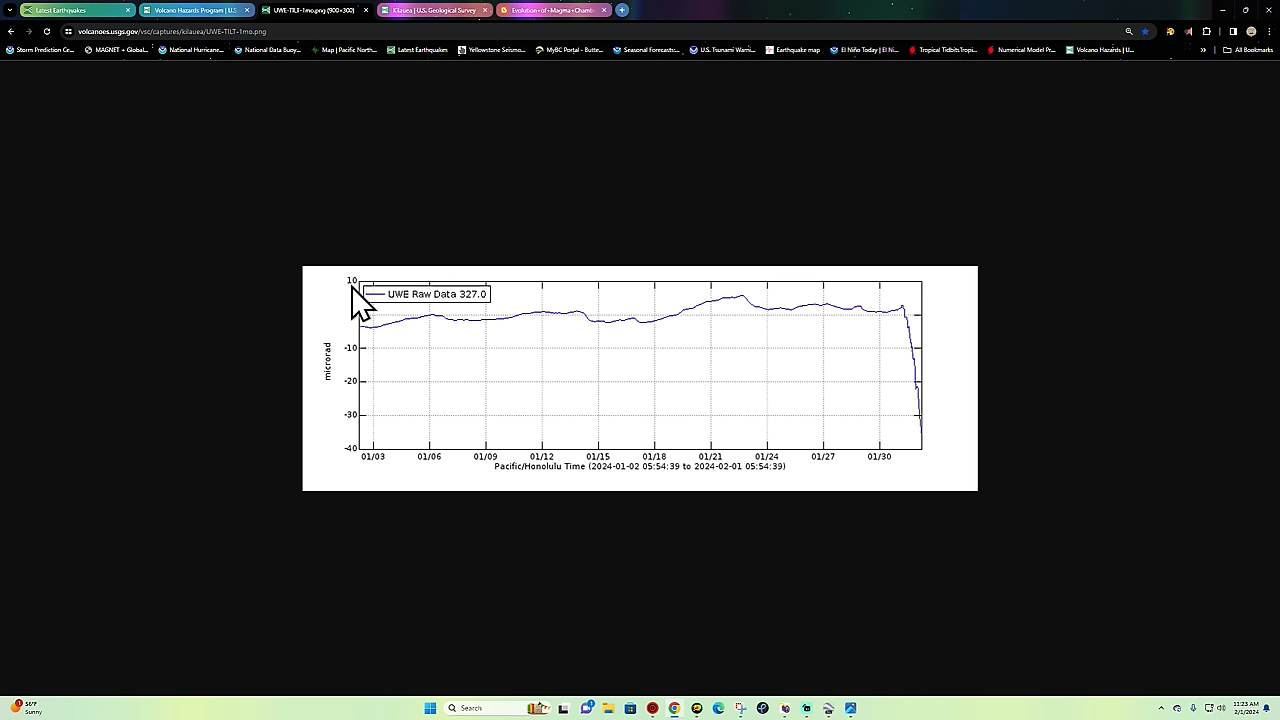 Latest Earthquakes
Volcano Hazards Program | U.S
UWE-TILT-1mo.png (900×300)
Kilauea | U.S. Geological Survey
Evolution+of+Magma+Chamb
volcanoes.usgs.gov/vsc/captures/kilauea/UWE-TILT-1mo.png
Storm Prediction Ce...
MAGNET + Global...
National Hurricane...
National Data Buoy...
Map | Pacific North...
Latest Earthquakes
Yellowstone Seismo...
MyBC Portal - Butte...
Seasonal Forecasts:...
U.S. Tsunami Warni...
Earthquake map
El Niño Today | El Ni...
Tropical TidbitsTropi...
Numerical Model Pr...
Volcano Hazards | U...
All Bookmarks
10
UWE Raw Data 327.0
-10
microrad
-20
-30
-40
01/03 01/06 01/09 01/12 01/15 01/18 01/21 01/24 01/27 01/30
Pacific/Honolulu Time (2024-01-02 05:54:39 to 2024-02-01 05:54:39)
56°F
Sunny
Search
11:23 AM
2/1/2024